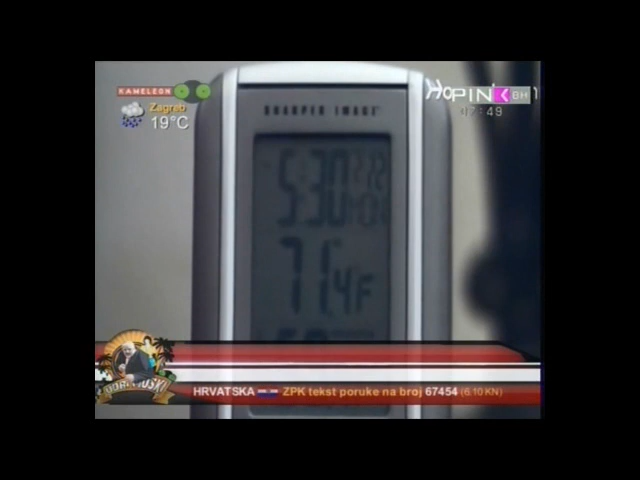 KAMELEON
Zagreb
19°C
PINK BH
17:49
SHARPER IMAGE
5:30
71.4F
HRVATSKA ZPK tekst poruke na broj 67454 (6.10 KN)